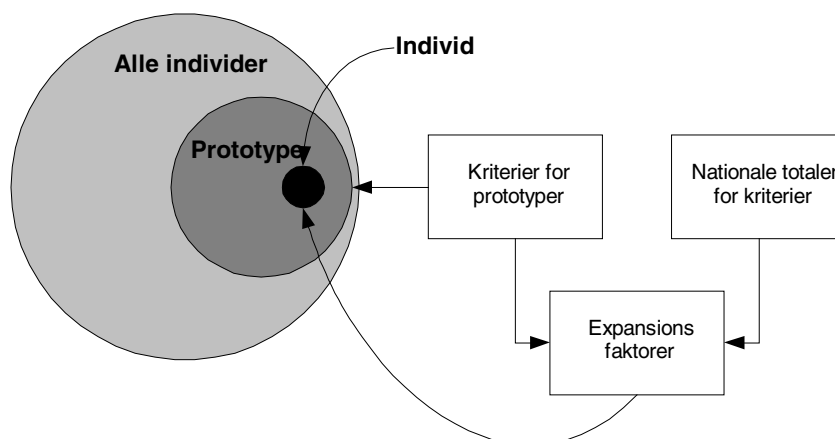 Individ
Alle individer
Prototype
Kriterier for
prototyper
Nationale totaler
for kriterier
Expansions
faktorer